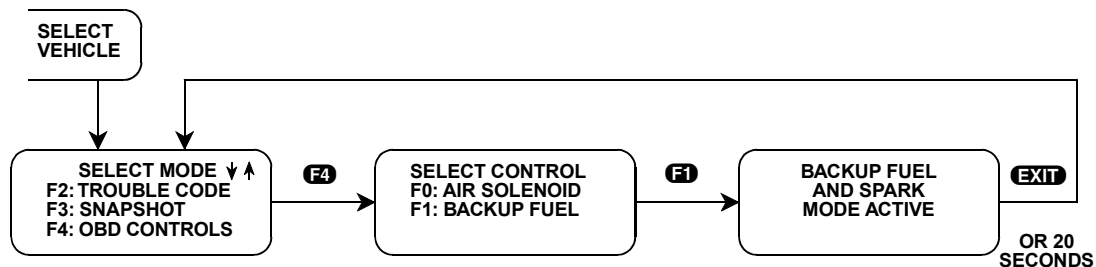 SELECT
VEHICLE
SELECT MODE
F2: TROUBLE CODE
F3: SNAPSHOT
F4: OBD CONTROLS
F4
SELECT CONTROL
F0: AIR SOLENOID
F1: BACKUP FUEL
F1
BACKUP FUEL
AND SPARK
MODE ACTIVE
EXIT
OR 20
SECONDS